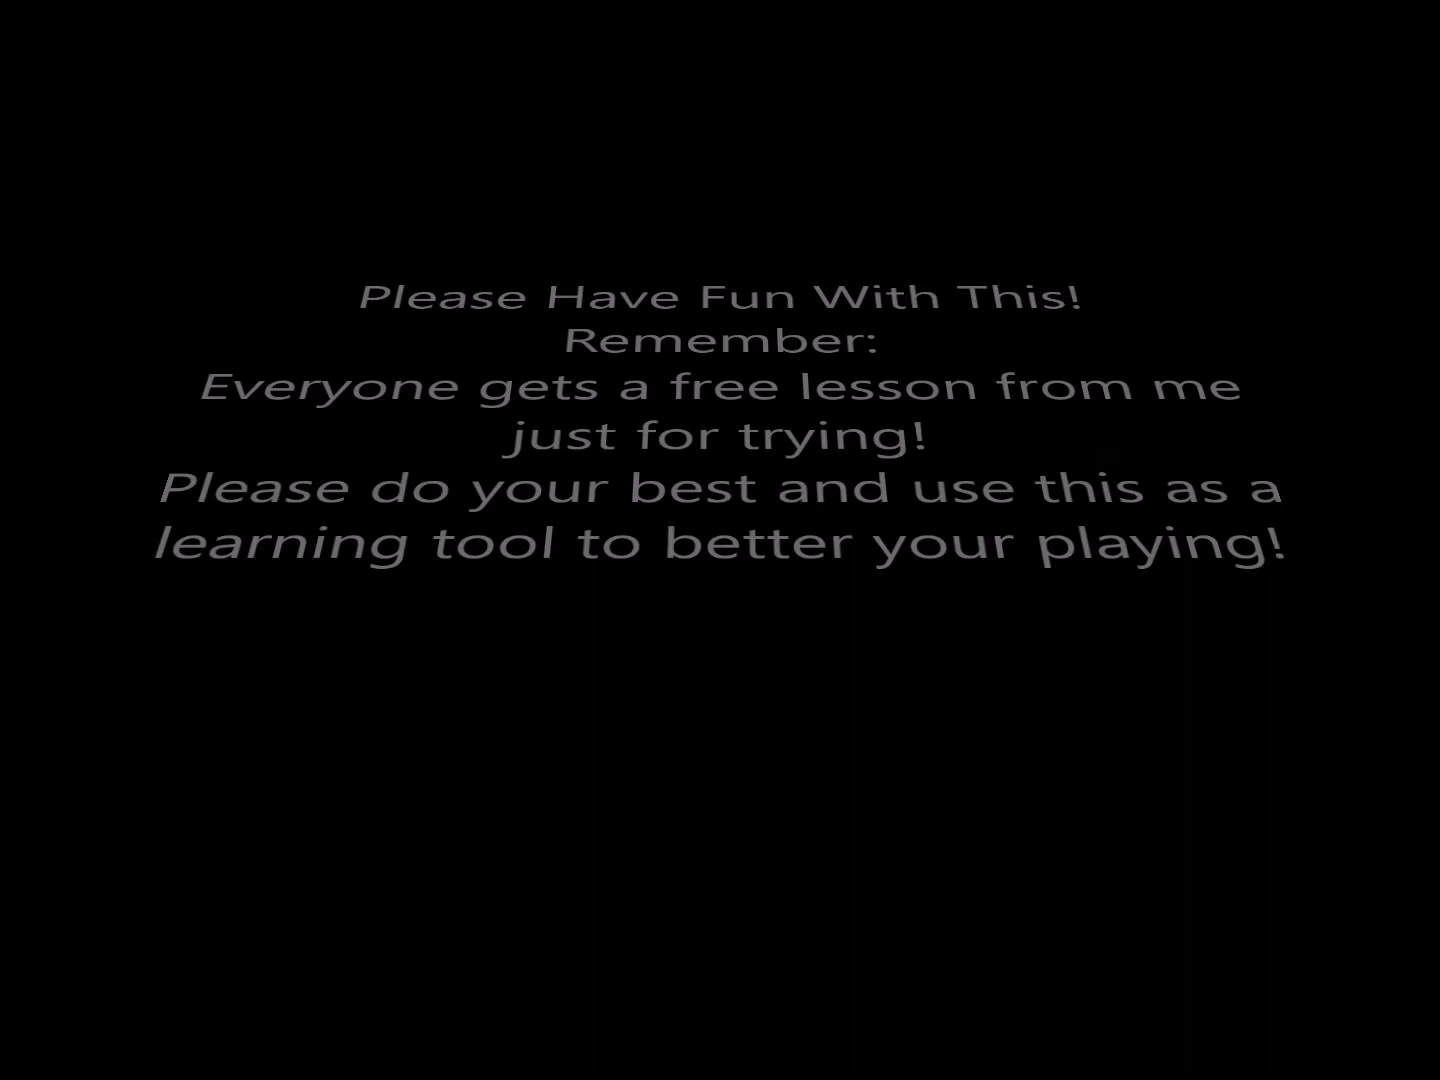 Please Have Fun With This!
Remember:
Everyone gets a free lesson from me
just for trying!
Please do your best and use this as a
learning tool to better your playing!